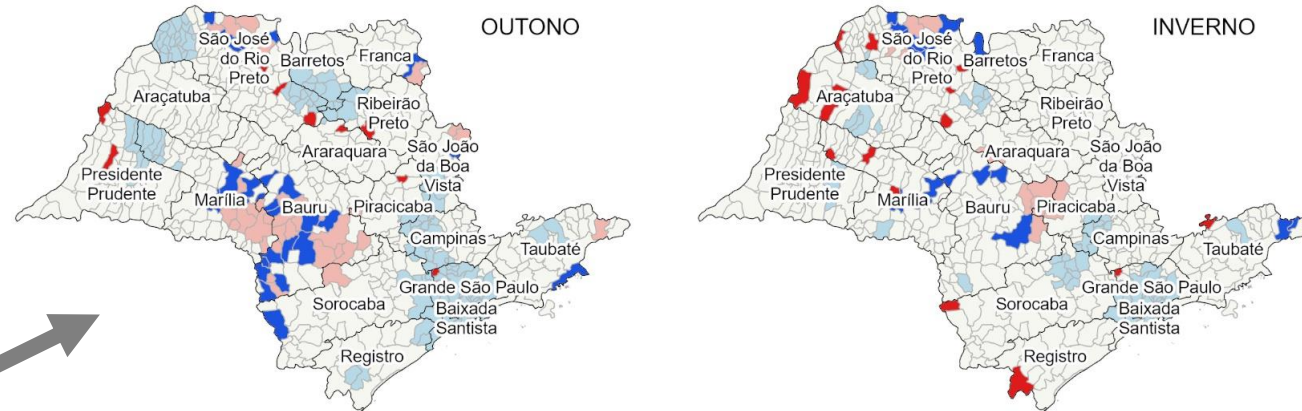 OUTONO
São José
do Rio
Preto
Barretos
Franca
Araçatuba
Ribeirão
Preto
Araraquara
São João
da Boa
Vista
Presidente
Prudente
Marília
Bauru
Piracicaba
Campinas
Taubaté
Grande São Paulo
Sorocaba
Baixada
Santista
Registro
INVERNO
São José
do Rio
Preto
Barretos
Franca
Araçatuba
Ribeirão
Preto
Araraquara
São João
da Boa
Vista
Presidente
Prudente
Marília
Bauru
Piracicaba
Campinas
Taubaté
Grande São Paulo
Sorocaba
Baixada
Santista
Registro